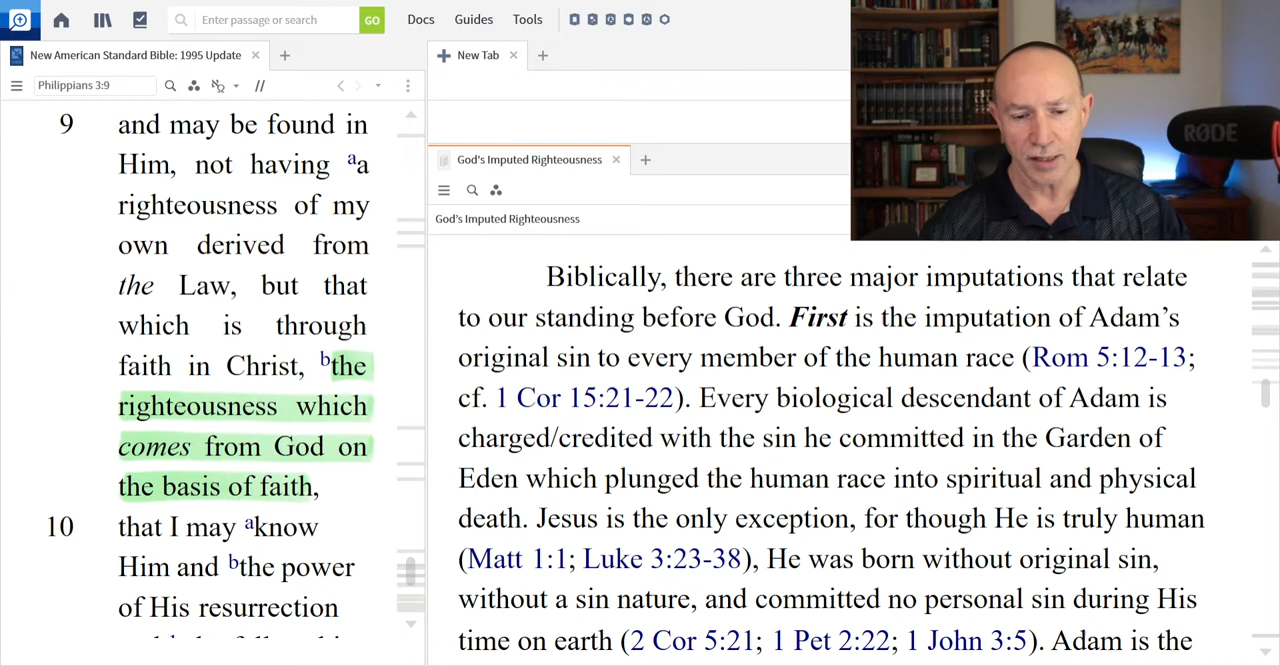 Enter passage or search
GO
Docs
Guides
Tools
New American Standard Bible: 1995 Update
New Tab
Philippians 3:9
9 and may be found in
Him, not having ªa
righteousness of my
own derived from
the Law, but that
which is through
faith in Christ, ᵇthe
righteousness which
comes from God on
the basis of faith,
10 that I may ªknow
Him and ᵇthe power
of His resurrection
God's Imputed Righteousness
God's Imputed Righteousness
Biblically, there are three major imputations that relate
to our standing before God. First is the imputation of Adam's
original sin to every member of the human race (Rom 5:12-13;
cf. 1 Cor 15:21-22). Every biological descendant of Adam is
charged/credited with the sin he committed in the Garden of
Eden which plunged the human race into spiritual and physical
death. Jesus is the only exception, for though He is truly human
(Matt 1:1; Luke 3:23-38), He was born without original sin,
without a sin nature, and committed no personal sin during His
time on earth (2 Cor 5:21; 1 Pet 2:22; 1 John 3:5). Adam is the
RØDE